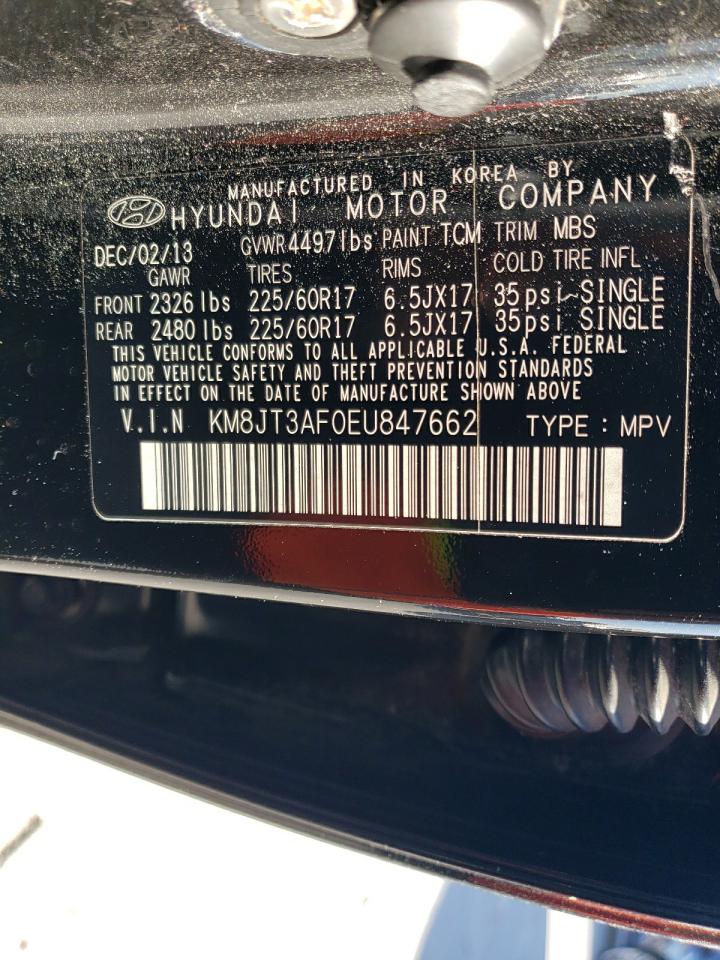 MANUFACTURED IN KOREA BY
HYUNDAI MOTOR COMPANY
DEC/02/13 GVWR 4497lbs PAINT TCM TRIM MBS
GAWR TIRES RIMS COLD TIRE INFL
FRONT 2326 lbs 225/60R17 6.5JX17 35psi SINGLE
REAR 2480 lbs 225/60R17 6.5JX17 35psi SINGLE
THIS VEHICLE CONFORMS TO ALL APPLICABLE U.S.A. FEDERAL
MOTOR VEHICLE SAFETY AND THEFT PREVENTION STANDARDS
IN EFFECT ON THE DATE OF MANUFACTURE SHOWN ABOVE
V.I.N KM8JT3AF0EU847662 TYPE : MPV